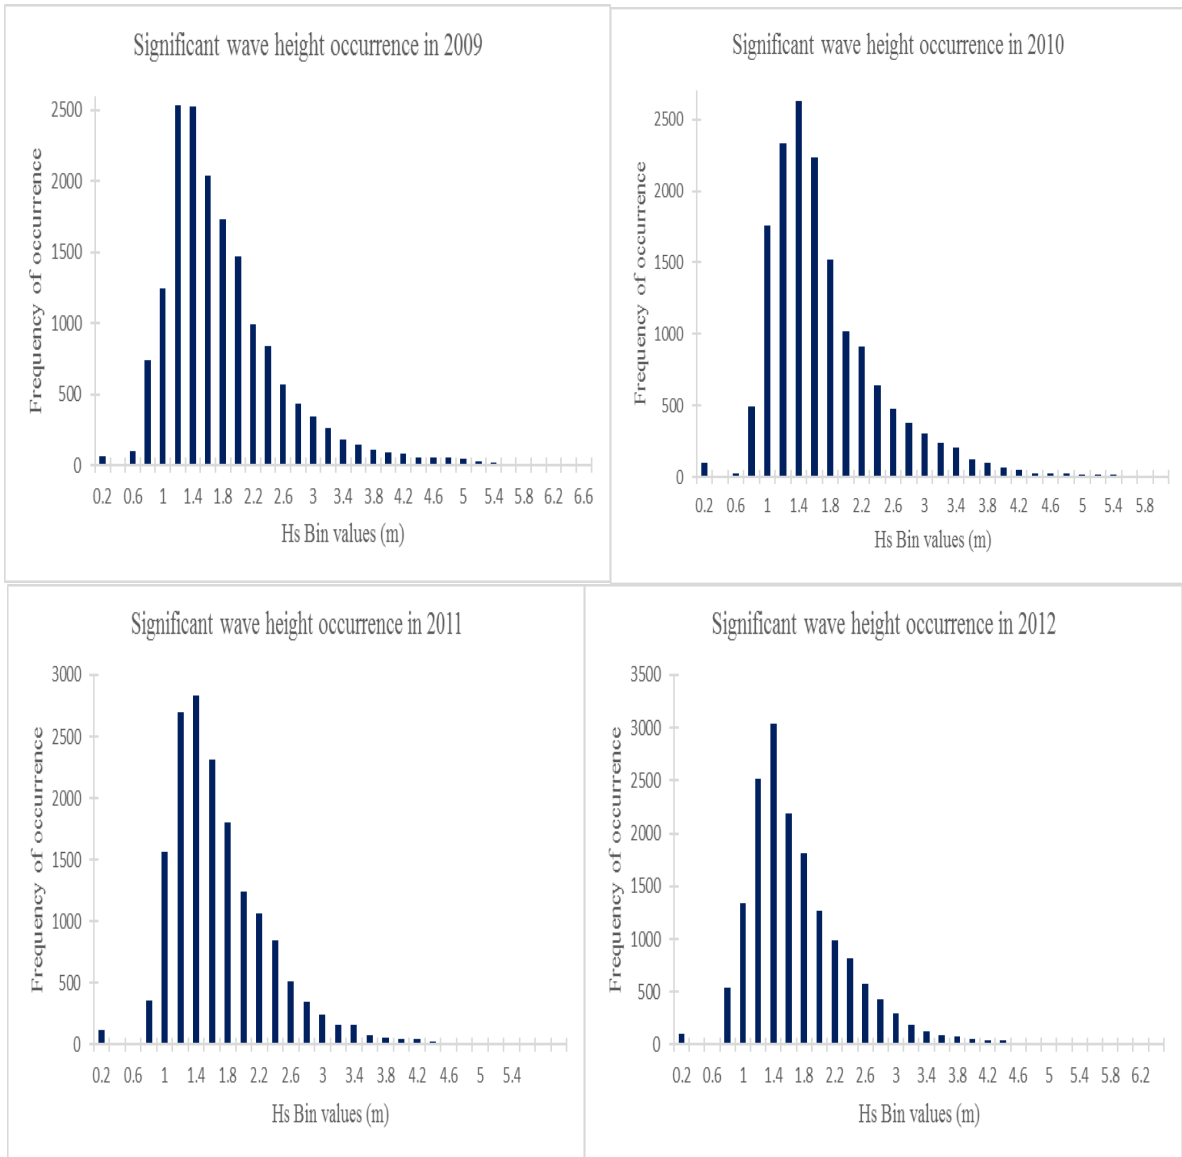 Significant wave height occurrence in 2009
Frequency of occurrence
2500
2000
1500
1000
500
0
0.2 0.6 1 1.4 1.8 2.2 2.6 3 3.4 3.8 4.2 4.6 5 5.4 5.8 6.2 6.6
Hs Bin values (m)
Significant wave height occurrence in 2010
Frequency of occurrence
2500
2000
1500
1000
500
0
0.2 0.6 1 1.4 1.8 2.2 2.6 3 3.4 3.8 4.2 4.6 5 5.4 5.8
Hs Bin values (m)
Significant wave height occurrence in 2011
Frequency of occurrence
3000
2500
2000
1500
1000
500
0
0.2 0.6 1 1.4 1.8 2.2 2.6 3 3.4 3.8 4.2 4.6 5 5.4
Hs Bin values (m)
Significant wave height occurrence in 2012
Frequency of occurrence
3500
3000
2500
2000
1500
1000
500
0
0.2 0.6 1 1.4 1.8 2.2 2.6 3 3.4 3.8 4.2 4.6 5 5.4 5.8 6.2
Hs Bin values (m)